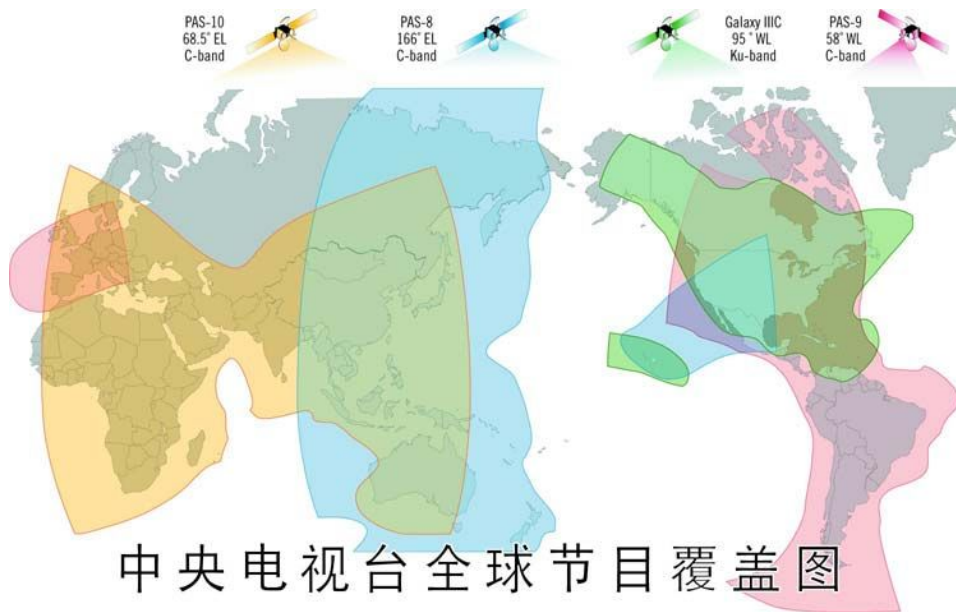 PAS-10
68.5° EL
C-band
PAS-8
166° EL
C-band
Galaxy IIIC
95° WL
Ku-band
PAS-9
58° WL
C-band
中央电视台全球节目覆盖图